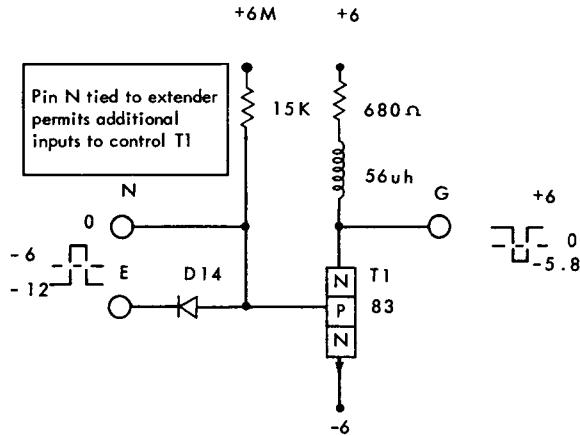 +6M
+6
Pin N tied to extender
permits additional
inputs to control T1
15K
680Ω
56uh
N
G
+6
0
0
-5.8
-6
E
D14
-12
N
T1
P
83
N
-6